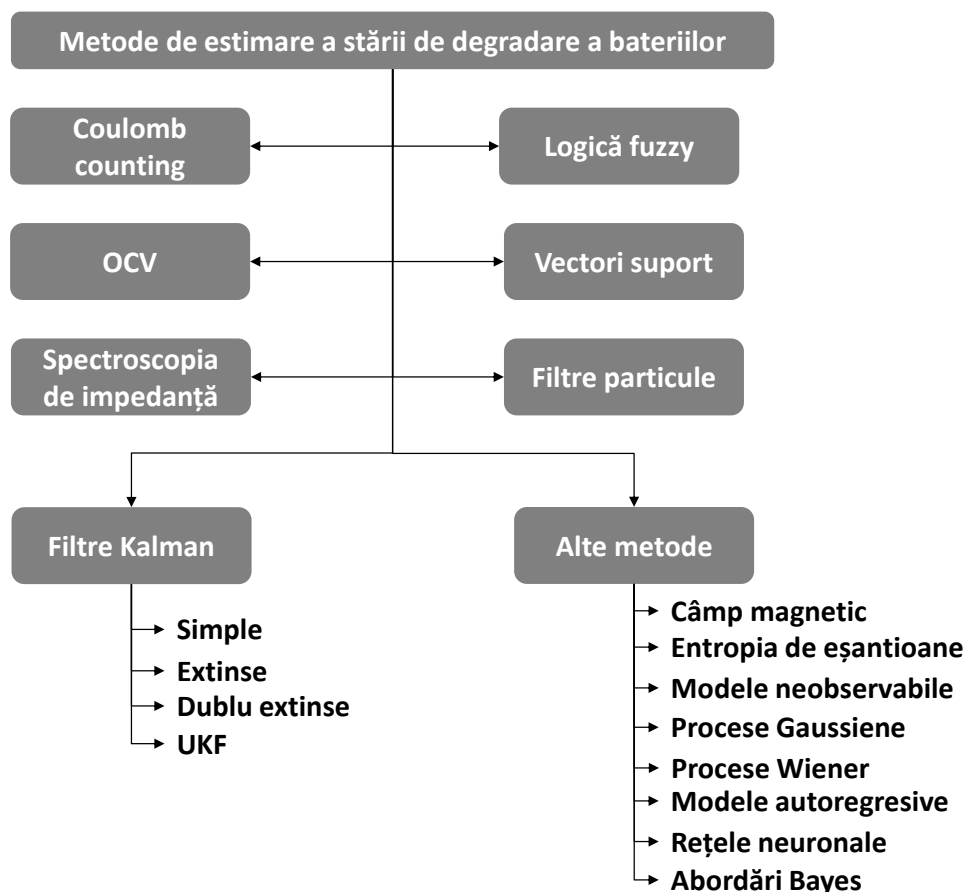 Metode de estimare a stării de degradare a bateriilor
Coulomb
counting
Logică fuzzy
OCV
Vectori suport
Spectroscopia
de impedanță
Filtre particule
Filtre Kalman
Simple
Extinse
Dublu extinse
UKF
Alte metode
Câmp magnetic
Entropia de eșantioane
Modele neobservabile
Procese Gaussiene
Procese Wiener
Modele autoregresive
Rețele neuronale
Abordări Bayes